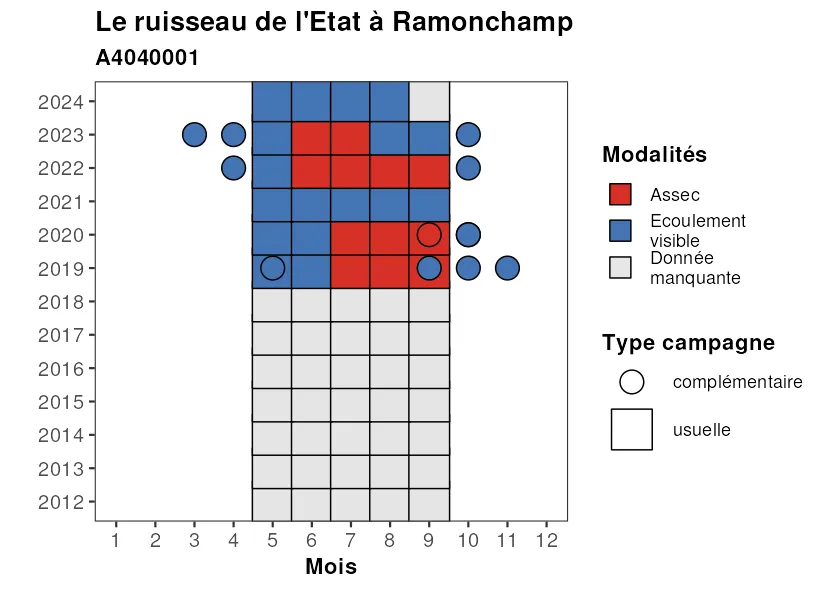 Le ruisseau de l'Etat à Ramonchamp
A4040001
2024
2023
2022
2021
2020
2019
2018
2017
2016
2015
2014
2013
2012
1 2 3 4 5 6 7 8 9 10 11 12
Mois
Modalités
Assec
Ecoulement
visible
Donnée
manquante
Type campagne
complémentaire
usuelle